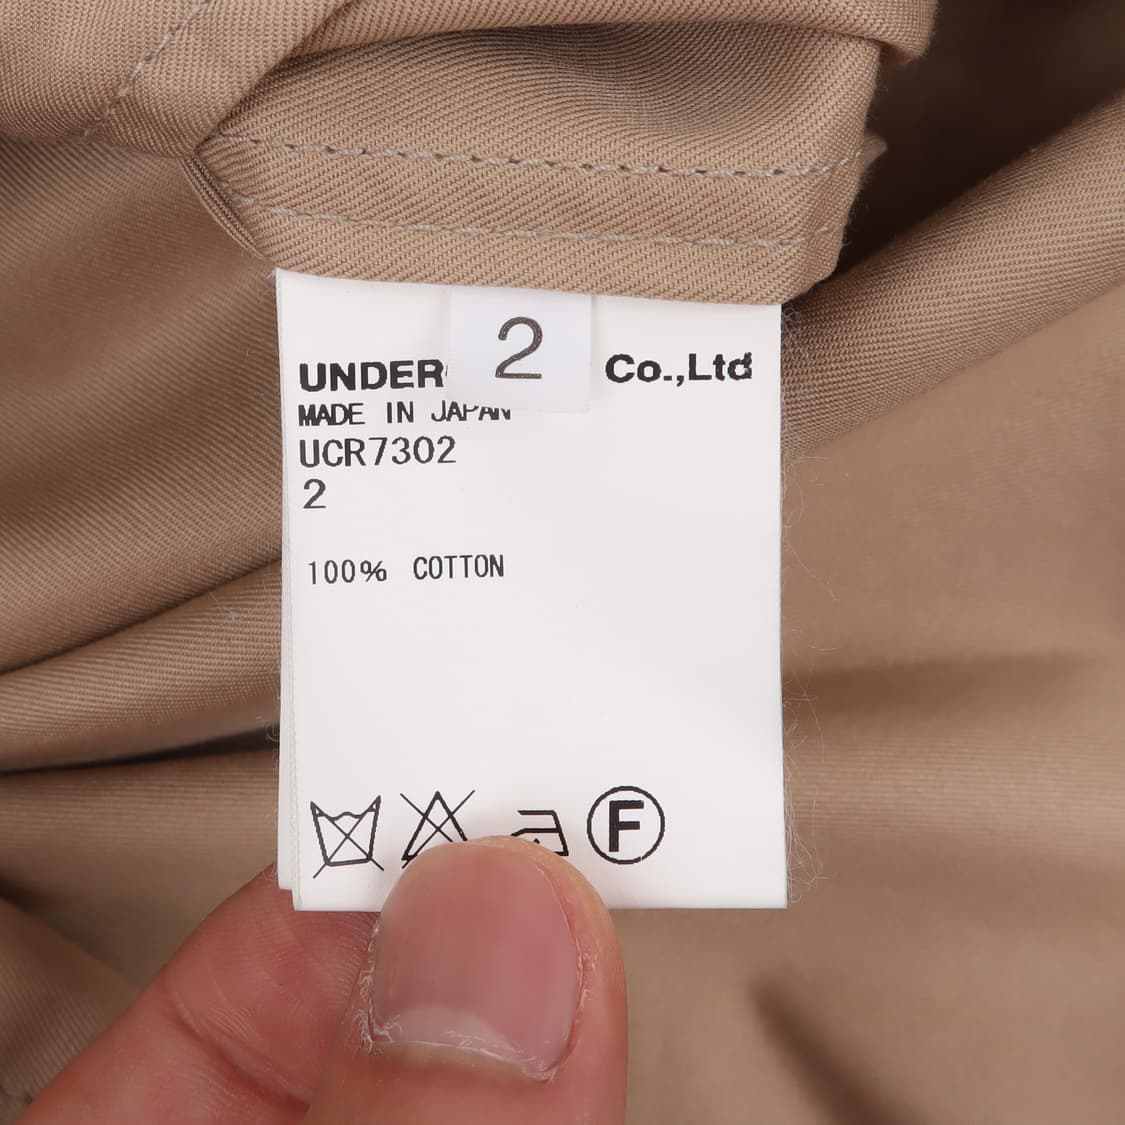 2
UNDER Co.,Ltd
MADE IN JAPAN
UCR7302
2
100% COTTON
F